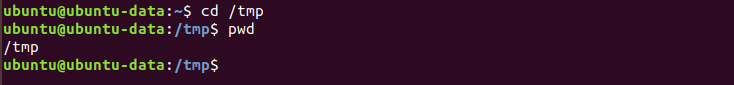 ubuntu@ubuntu-data:~$ cd /tmp
ubuntu@ubuntu-data:/tmp$ pwd
/tmp
ubuntu@ubuntu-data:/tmp$